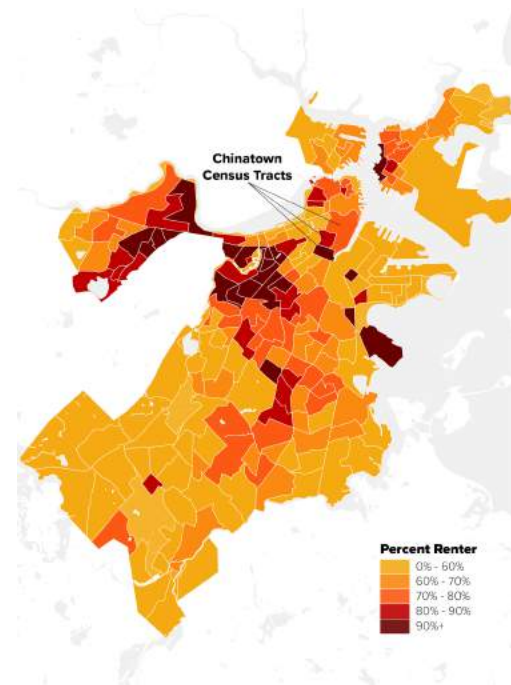 Chinatown
Census Tracts
Percent Renter
0% - 60%
60% - 70%
70% - 80%
80% - 90%
90%+